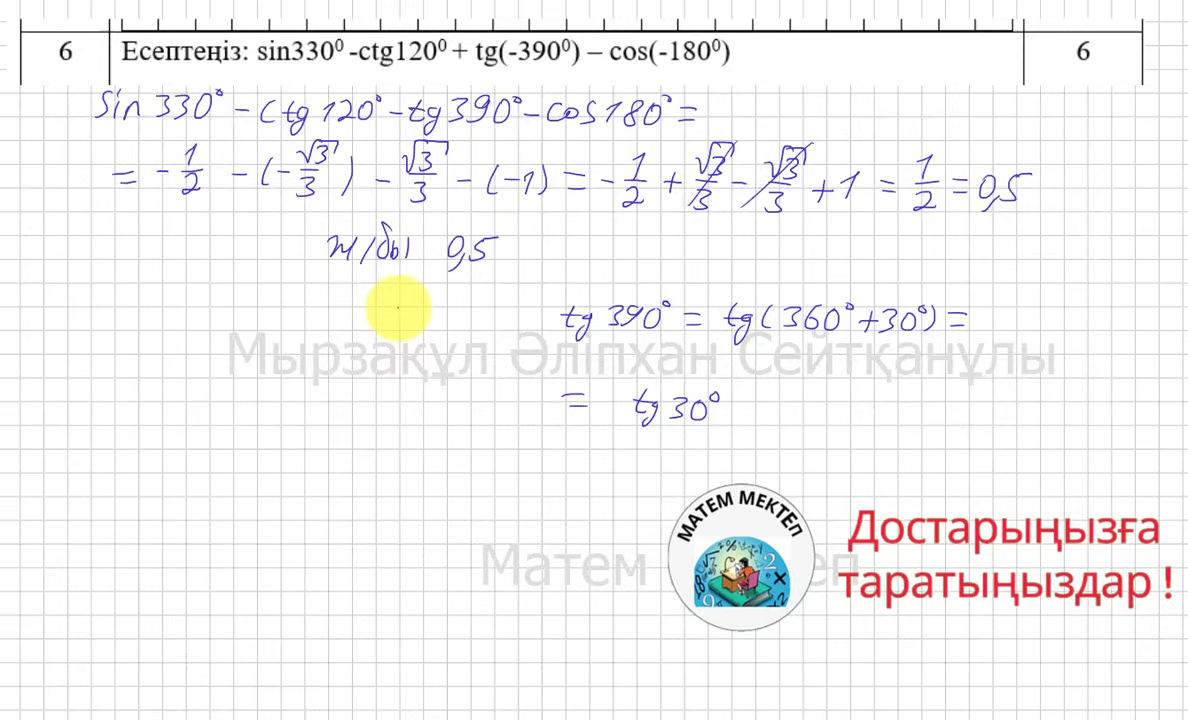 6 Есептеңіз: sin330⁰ -ctg120⁰ + tg(-390⁰) – cos(-180⁰) 6
sin 330° - ctg 120° - tg 390° - cos 180° =
= - 1/2 - (- √3/3) - √3/3 - (-1) = - 1/2 + √3/3 - √3/3 + 1 = 1/2 = 0,5
ж/бы 0,5
tg 390° = tg (360° + 30°) =
Мырзақұл Әліпхан Сейтқанұлы
= tg 30°
МАТЕМ МЕКТЕП
Достарыңызға
таратыңыздар !